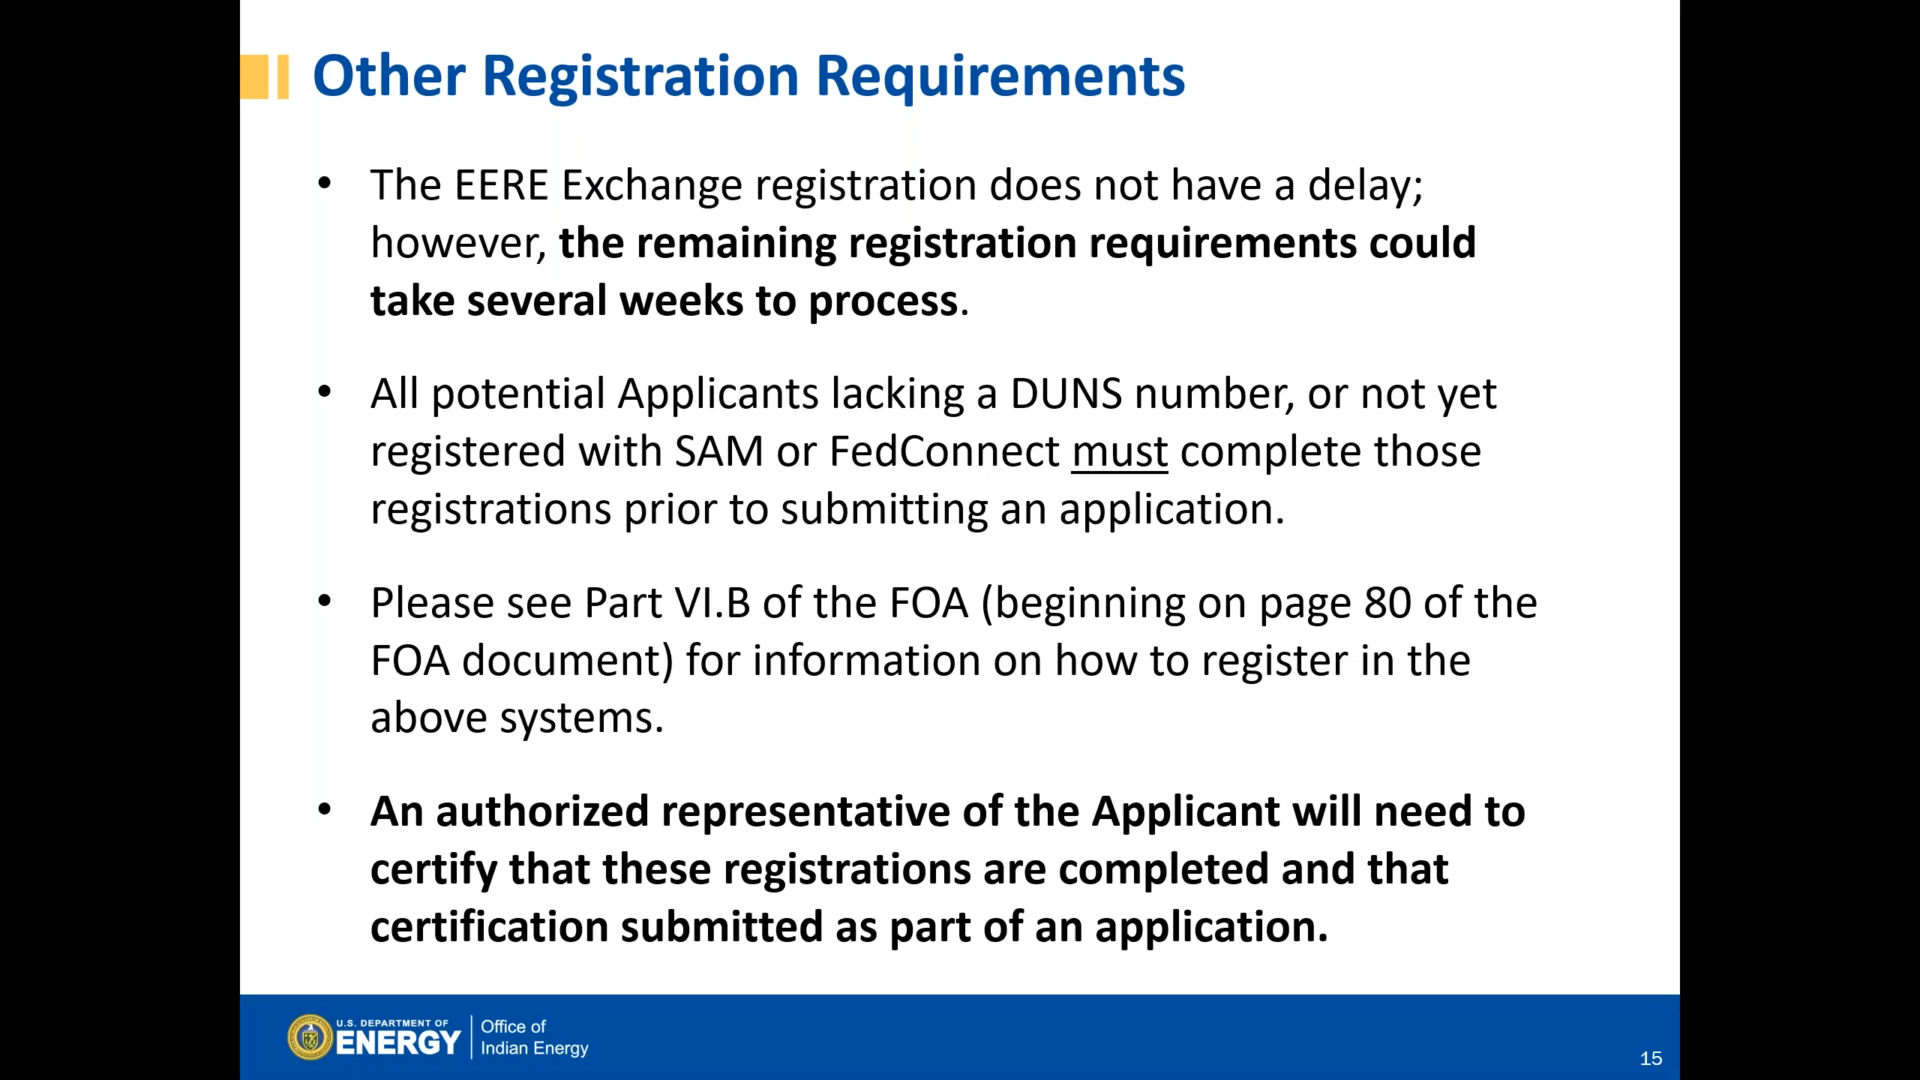 Other Registration Requirements
• The EERE Exchange registration does not have a delay;
however, the remaining registration requirements could
take several weeks to process.
• All potential Applicants lacking a DUNS number, or not yet
registered with SAM or FedConnect must complete those
registrations prior to submitting an application.
• Please see Part VI.B of the FOA (beginning on page 80 of the
FOA document) for information on how to register in the
above systems.
• An authorized representative of the Applicant will need to
certify that these registrations are completed and that
certification submitted as part of an application.
U.S. DEPARTMENT OF
ENERGY
Office of
Indian Energy
15